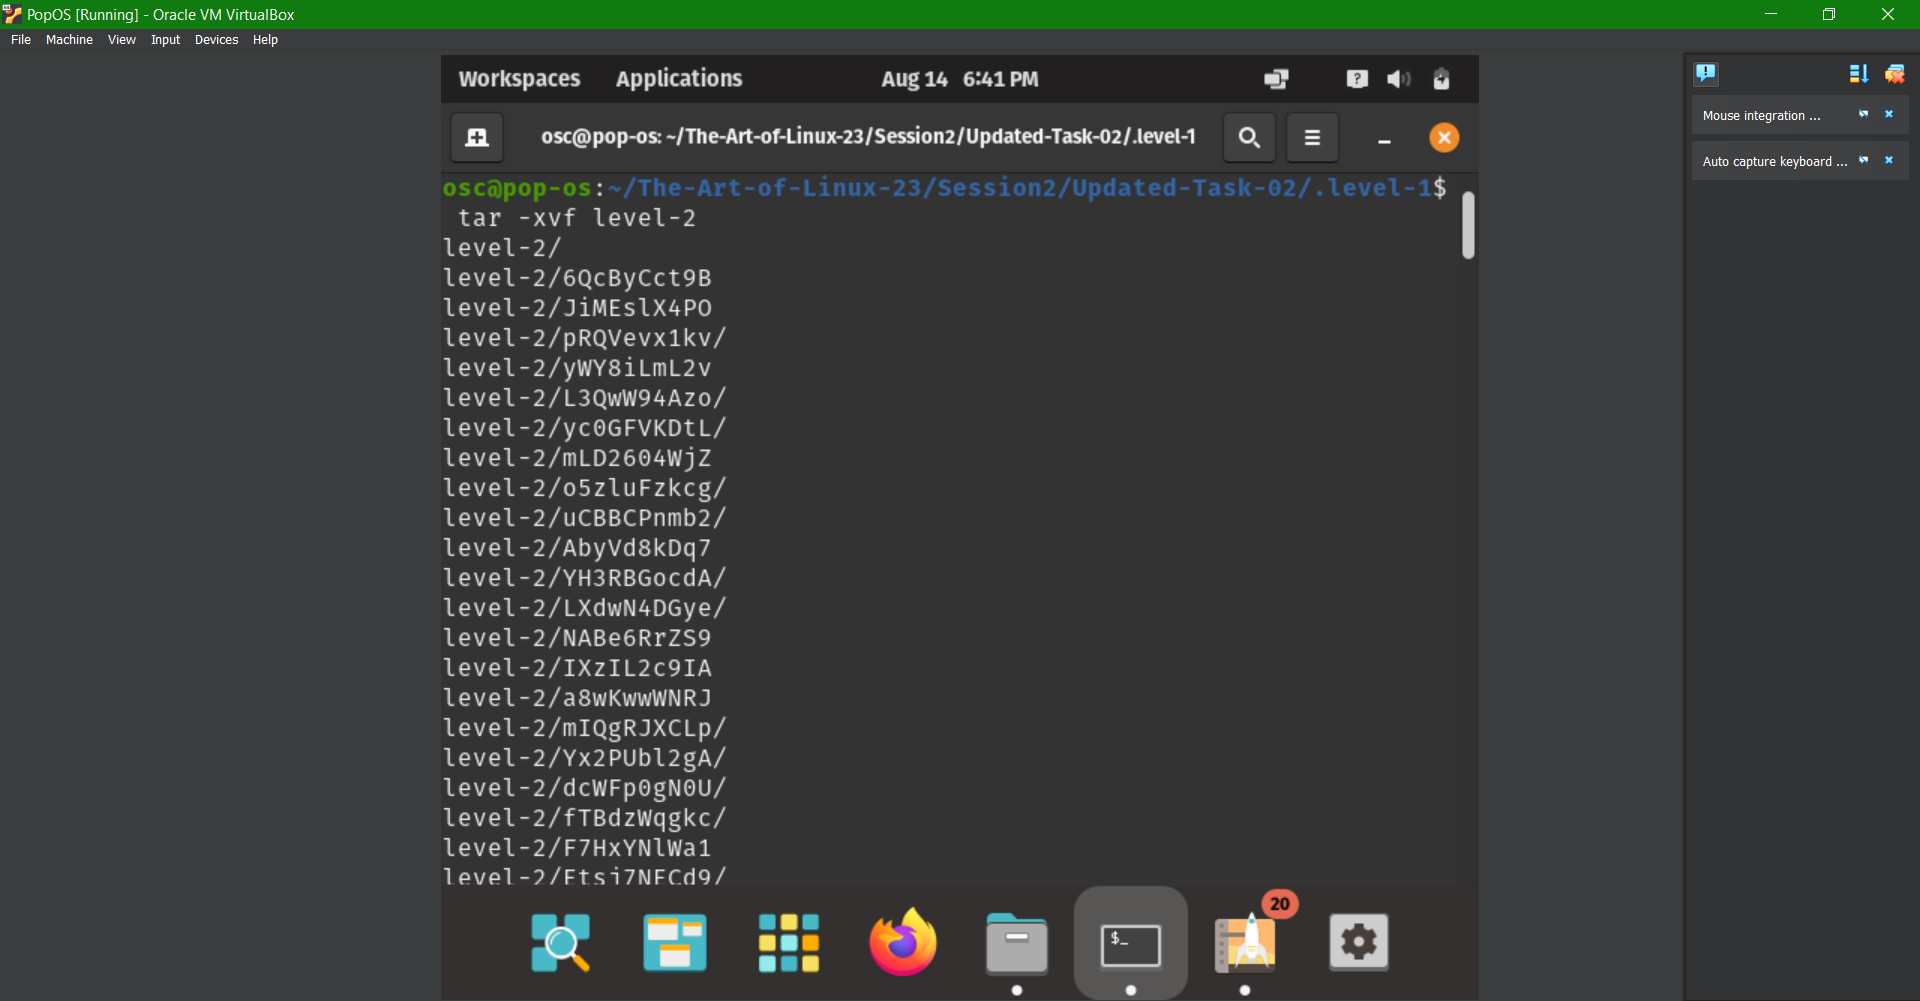 PopOS [Running] - Oracle VM VirtualBox
File Machine View Input Devices Help
Workspaces Applications Aug 14 6:41 PM
osc@pop-os: ~/The-Art-of-Linux-23/Session2/Updated-Task-02/.level-1
osc@pop-os:~/The-Art-of-Linux-23/Session2/Updated-Task-02/.level-1$
tar -xvf level-2
level-2/
level-2/6QcByCct9B
level-2/JiMEslX4PO
level-2/pRQVevx1kv/
level-2/yWY8iLmL2v
level-2/L3QwW94Azo/
level-2/yc0GFVKDtL/
level-2/mLD2604WjZ
level-2/o5zluFzkcg/
level-2/uCBBCPnmb2/
level-2/AbyVd8kDq7
level-2/YH3RBGocdA/
level-2/LXdwN4DGye/
level-2/NABe6RrZS9
level-2/IXzIL2c9IA
level-2/a8wKwwWNRJ
level-2/mIQgRJXCLp/
level-2/Yx2PUbl2gA/
level-2/dcWFp0gN0U/
level-2/fTBdzWqgkc/
level-2/F7HxYNlWa1
$_
20
Mouse integration ...
Auto capture keyboard ...